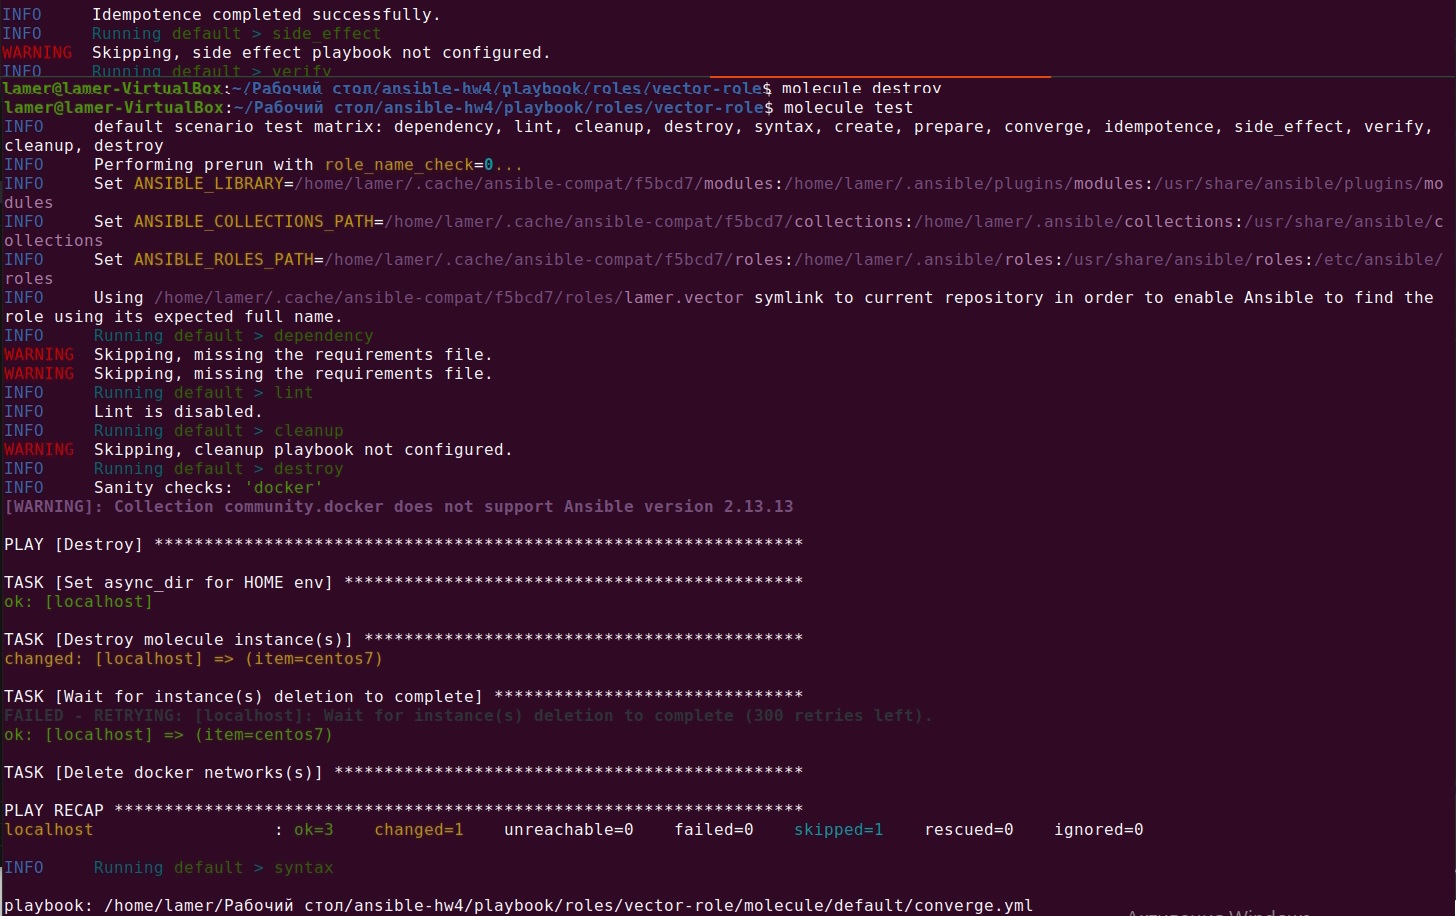 INFO     Idempotence completed successfully.
INFO     Running default > side_effect
WARNING  Skipping, side effect playbook not configured.
INFO     Running default > verify
lamer@lamer-VirtualBox:~/Рабочий стол/ansible-hw4/playbook/roles/vector-role$ molecule destroy
lamer@lamer-VirtualBox:~/Рабочий стол/ansible-hw4/playbook/roles/vector-role$ molecule test
INFO     default scenario test matrix: dependency, lint, cleanup, destroy, syntax, create, prepare, converge, idempotence, side_effect, verify,
cleanup, destroy
INFO     Performing prerun with role_name_check=0...
INFO     Set ANSIBLE_LIBRARY=/home/lamer/.cache/ansible-compat/f5bcd7/modules:/home/lamer/.ansible/plugins/modules:/usr/share/ansible/plugins/mo
dules
INFO     Set ANSIBLE_COLLECTIONS_PATH=/home/lamer/.cache/ansible-compat/f5bcd7/collections:/home/lamer/.ansible/collections:/usr/share/ansible/c
ollections
INFO     Set ANSIBLE_ROLES_PATH=/home/lamer/.cache/ansible-compat/f5bcd7/roles:/home/lamer/.ansible/roles:/usr/share/ansible/roles:/etc/ansible/
roles
INFO     Using /home/lamer/.cache/ansible-compat/f5bcd7/roles/lamer.vector symlink to current repository in order to enable Ansible to find the
role using its expected full name.
INFO     Running default > dependency
WARNING  Skipping, missing the requirements file.
WARNING  Skipping, missing the requirements file.
INFO     Running default > lint
INFO     Lint is disabled.
INFO     Running default > cleanup
WARNING  Skipping, cleanup playbook not configured.
INFO     Running default > destroy
INFO     Sanity checks: 'docker'
[WARNING]: Collection community.docker does not support Ansible version 2.13.13
PLAY [Destroy] *****************************************************************
TASK [Set async_dir for HOME env] **********************************************
ok: [localhost]
TASK [Destroy molecule instance(s)] ********************************************
changed: [localhost] => (item=centos7)
TASK [Wait for instance(s) deletion to complete] *******************************
FAILED - RETRYING: [localhost]: Wait for instance(s) deletion to complete (300 retries left).
ok: [localhost] => (item=centos7)
TASK [Delete docker networks(s)] ***********************************************
PLAY RECAP *********************************************************************
localhost                  : ok=3    changed=1    unreachable=0    failed=0    skipped=1    rescued=0    ignored=0
INFO     Running default > syntax
playbook: /home/lamer/Рабочий стол/ansible-hw4/playbook/roles/vector-role/molecule/default/converge.yml